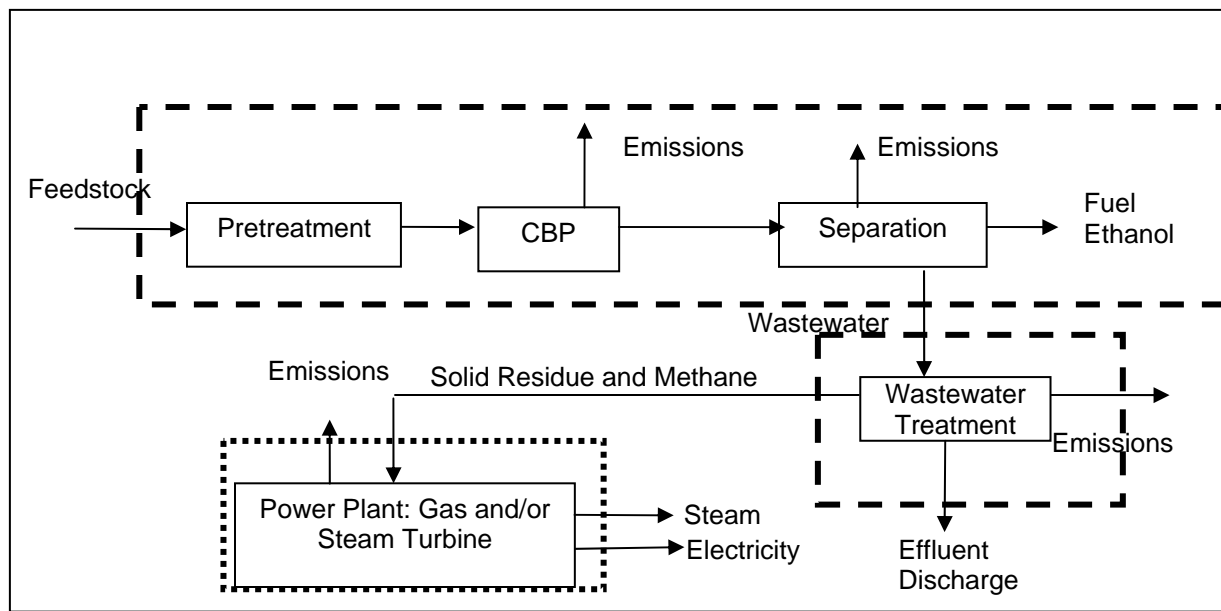 Emissions
Emissions
Feedstock
Pretreatment
CBP
Separation
Fuel
Ethanol
Wastewater
Emissions
Solid Residue and Methane
Wastewater
Treatment
Emissions
Power Plant: Gas and/or
Steam Turbine
Steam
Electricity
Effluent
Discharge